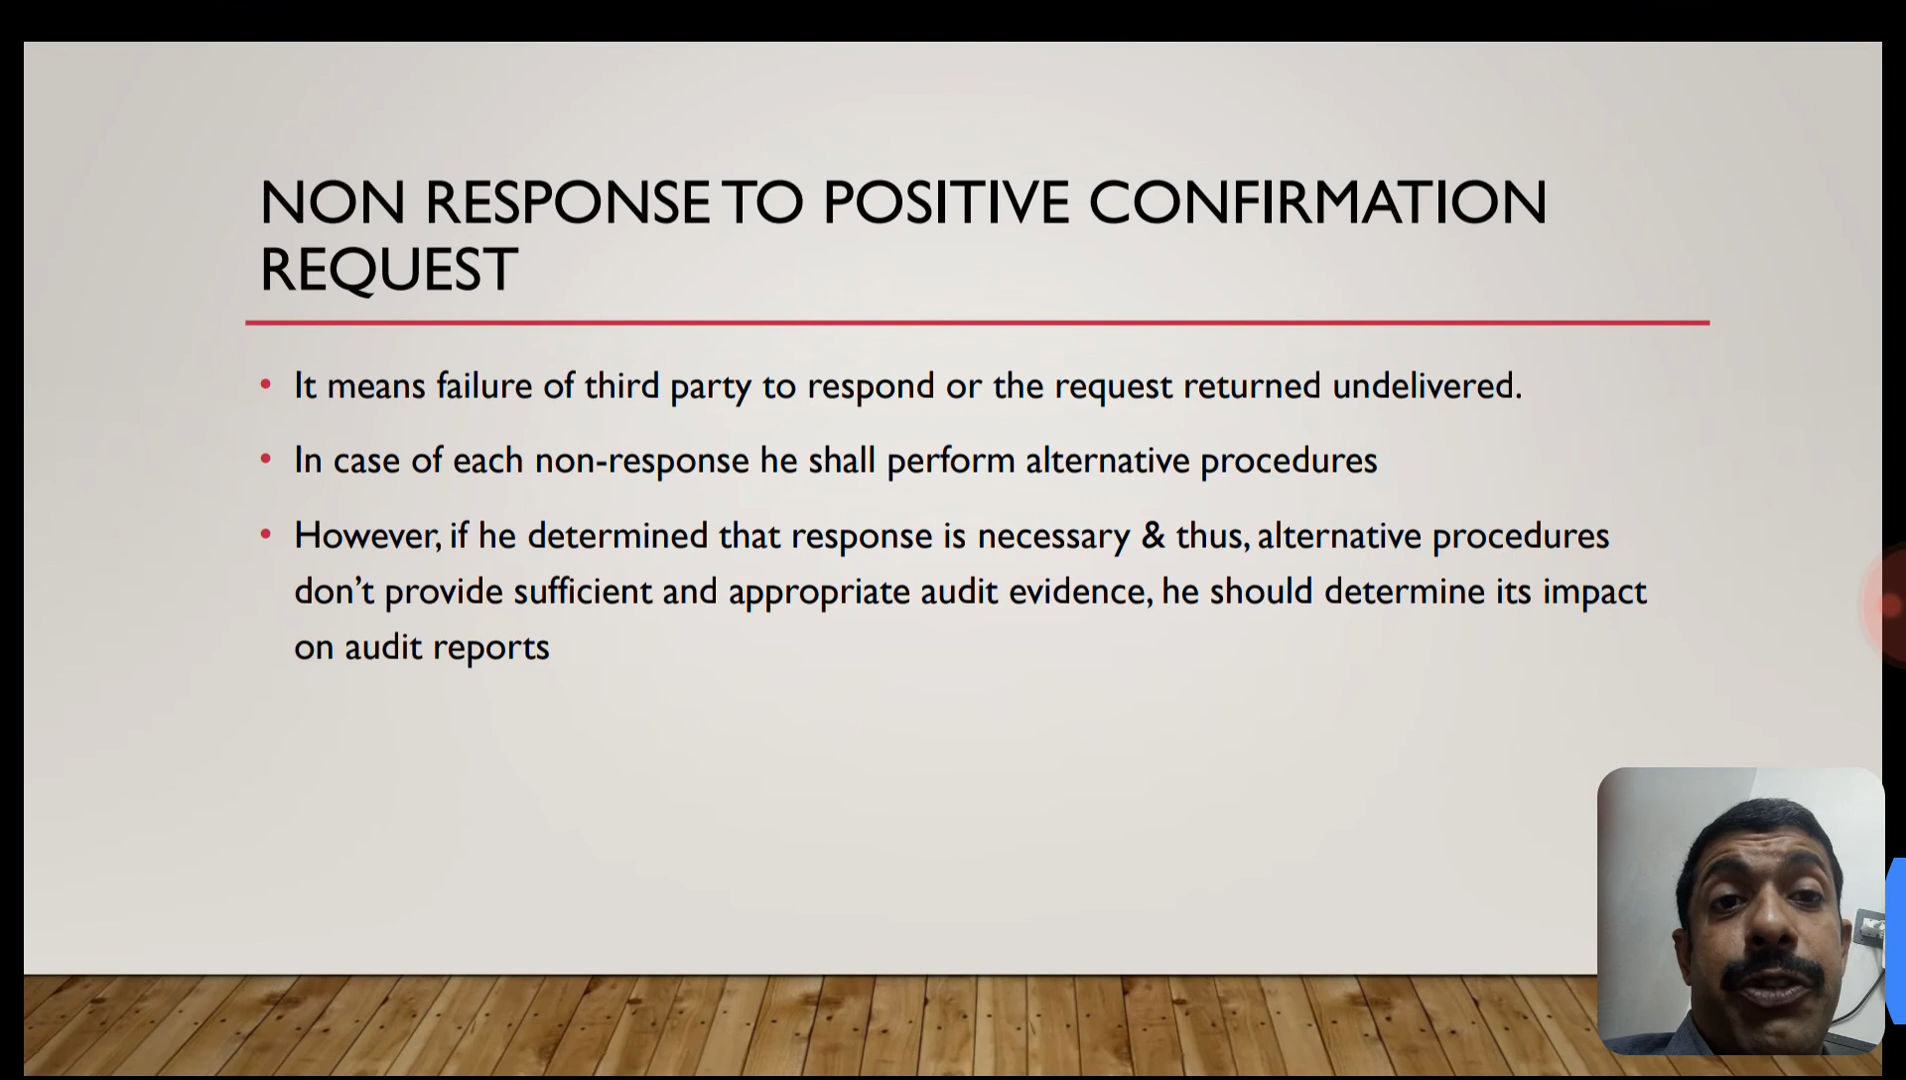 NON RESPONSE TO POSITIVE CONFIRMATION
REQUEST
• It means failure of third party to respond or the request returned undelivered.
• In case of each non-response he shall perform alternative procedures
• However, if he determined that response is necessary & thus, alternative procedures
don’t provide sufficient and appropriate audit evidence, he should determine its impact
on audit reports